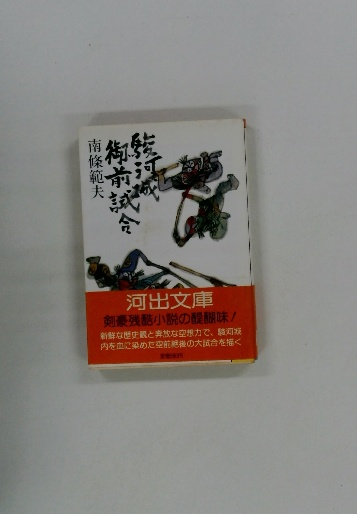 駿河城
御前試合
南條範夫
河出文庫
剣豪残酷小説の醍醐味!
新鮮な歴史観と奔放な空想力で、駿河城
内を血に染めた空前絶後の大試合を描く